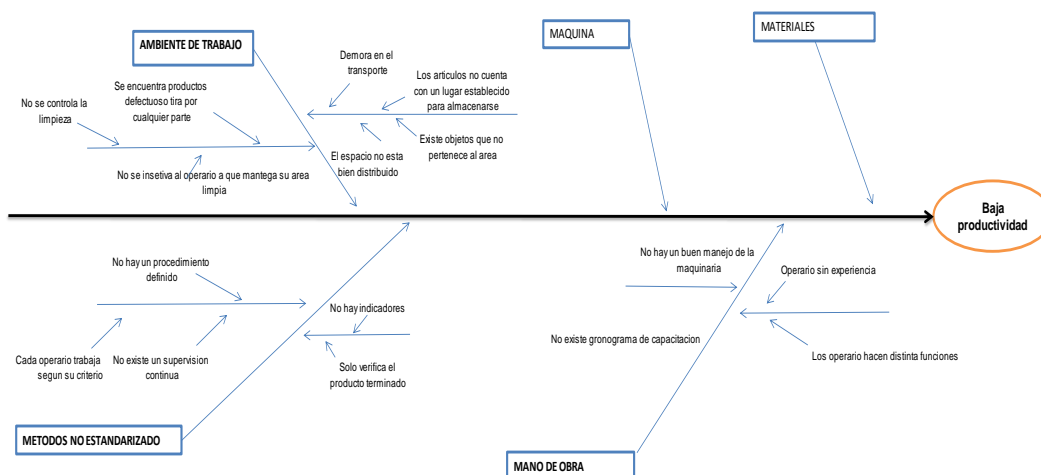 AMBIENTE DE TRABAJO
MAQUINA
MATERIALES
Demora en el
transporte
Los articulos no cuenta
con un lugar establecido
para almacenarse
Se encuentra productos
defectuoso tira por
cualquier parte
No se controla la
limpieza
Existe objetos que no
pertenece al area
El espacio no esta
bien distribuido
No se insetiva al operario a que mantega su area
limpia
Baja
productividad
No hay un procedimiento
definido
No hay indicadores
Cada operario trabaja
segun su criterio
No existe un supervision
continua
Solo verifica el
producto terminado
METODOS NO ESTANDARIZADO
No hay un buen manejo de la
maquinaria
Operario sin experiencia
No existe gronograma de capacitacion
Los operario hacen distinta funciones
MANO DE OBRA